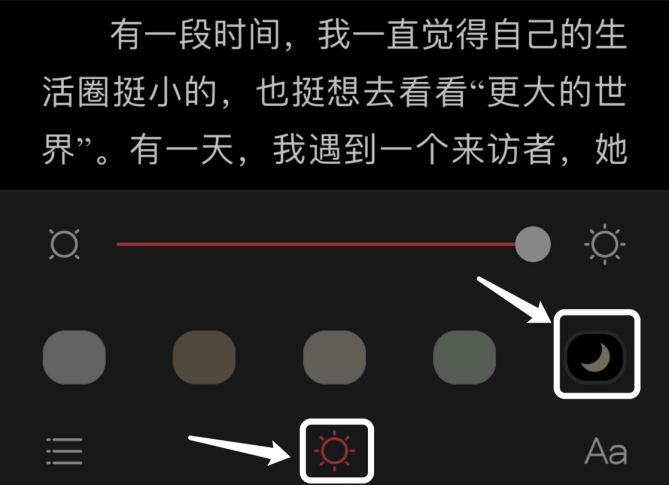 有一段时间，我一直觉得自己的生
活圈挺小的，也挺想去看看“更大的世
界”。有一天，我遇到一个来访者，她
Aa